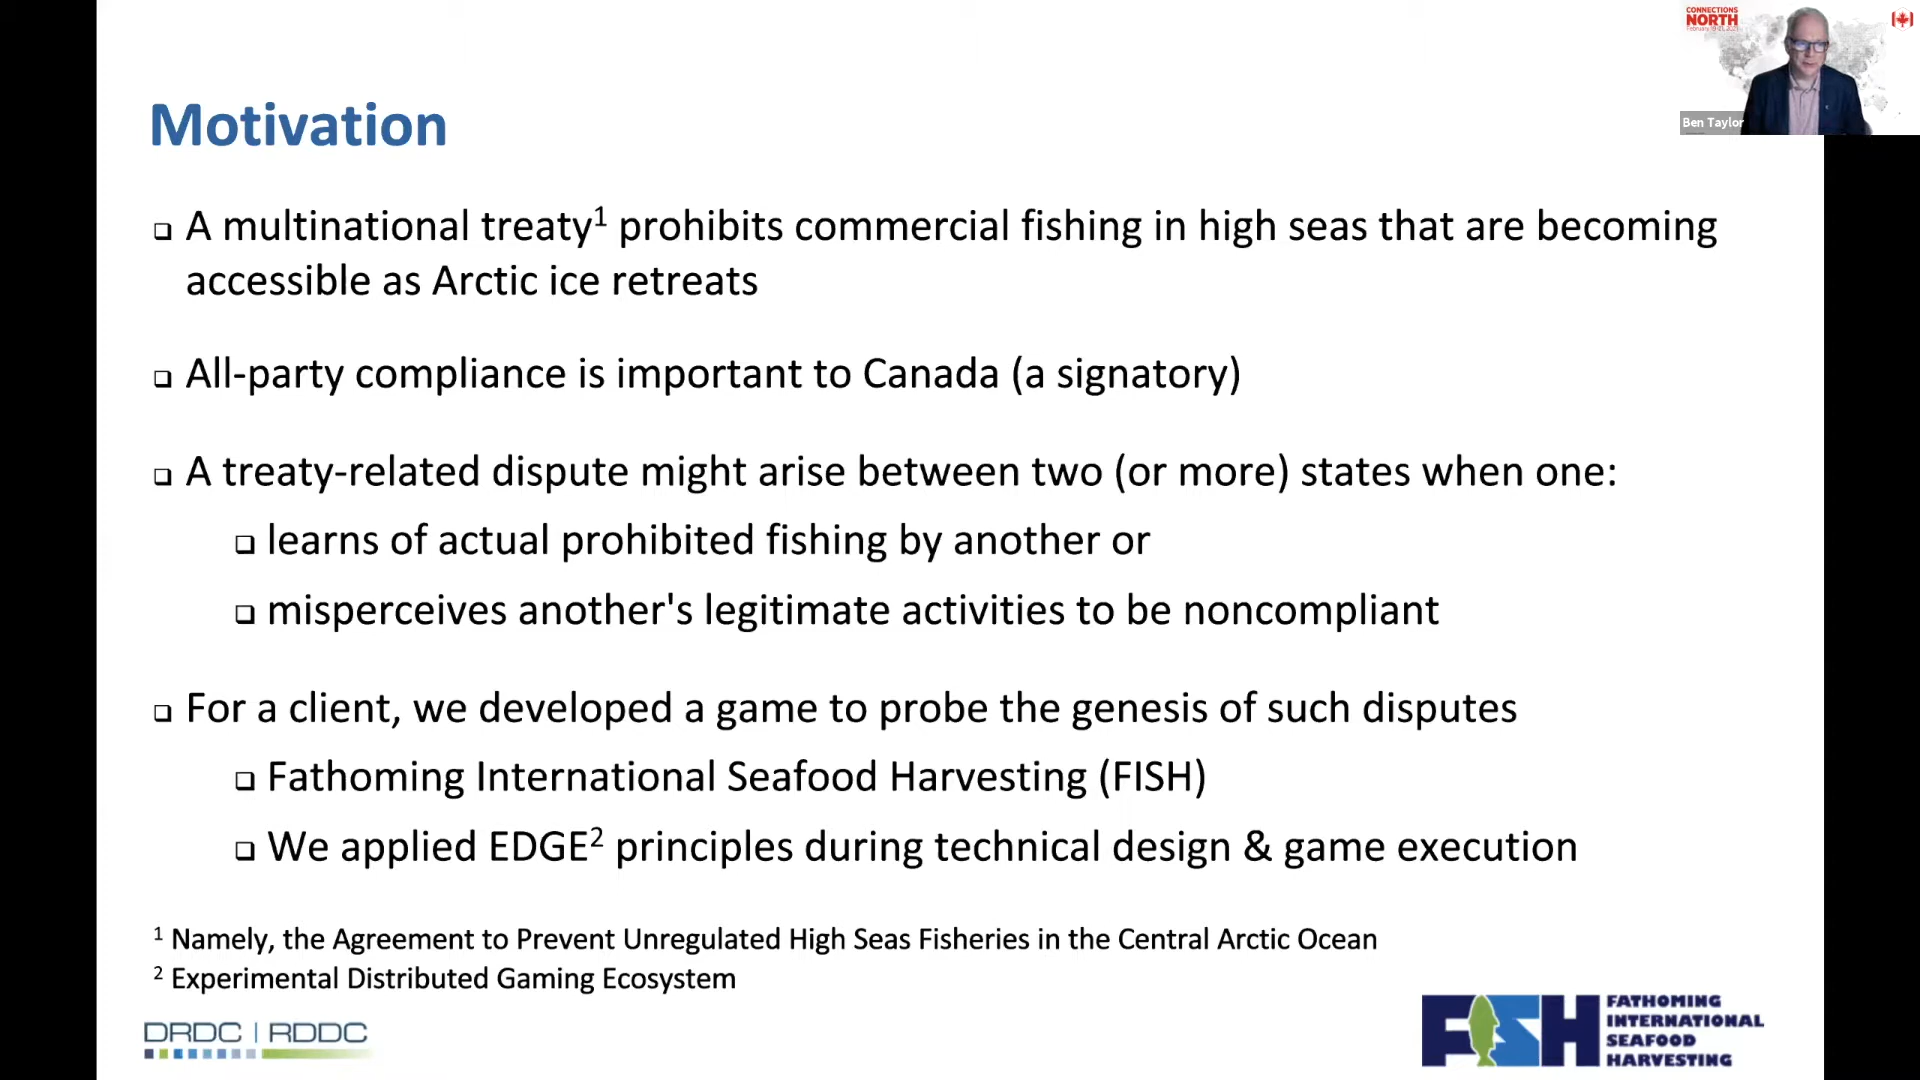 CONNECTIONS
NORTH
Ben Taylor
Motivation
❑ A multinational treaty¹ prohibits commercial fishing in high seas that are becoming
accessible as Arctic ice retreats
❑ All-party compliance is important to Canada (a signatory)
❑ A treaty-related dispute might arise between two (or more) states when one:
❑ learns of actual prohibited fishing by another or
❑ misperceives another's legitimate activities to be noncompliant
❑ For a client, we developed a game to probe the genesis of such disputes
❑ Fathoming International Seafood Harvesting (FISH)
❑ We applied EDGE² principles during technical design & game execution
¹ Namely, the Agreement to Prevent Unregulated High Seas Fisheries in the Central Arctic Ocean
² Experimental Distributed Gaming Ecosystem
DRDC | RDDC
FISH
FATHOMING
INTERNATIONAL
SEAFOOD
HARVESTING